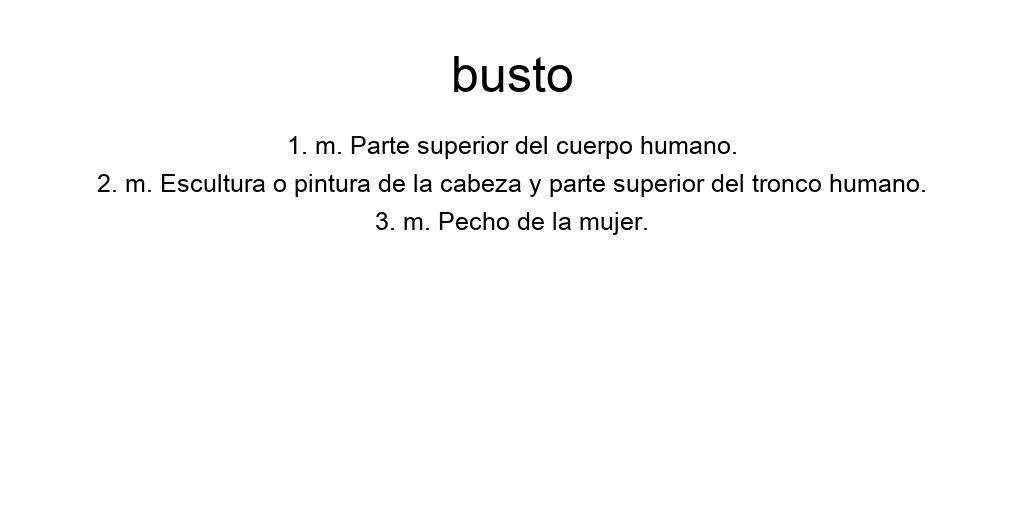 busto
1. m. Parte superior del cuerpo humano.
2. m. Escultura o pintura de la cabeza y parte superior del tronco humano.
3. m. Pecho de la mujer.